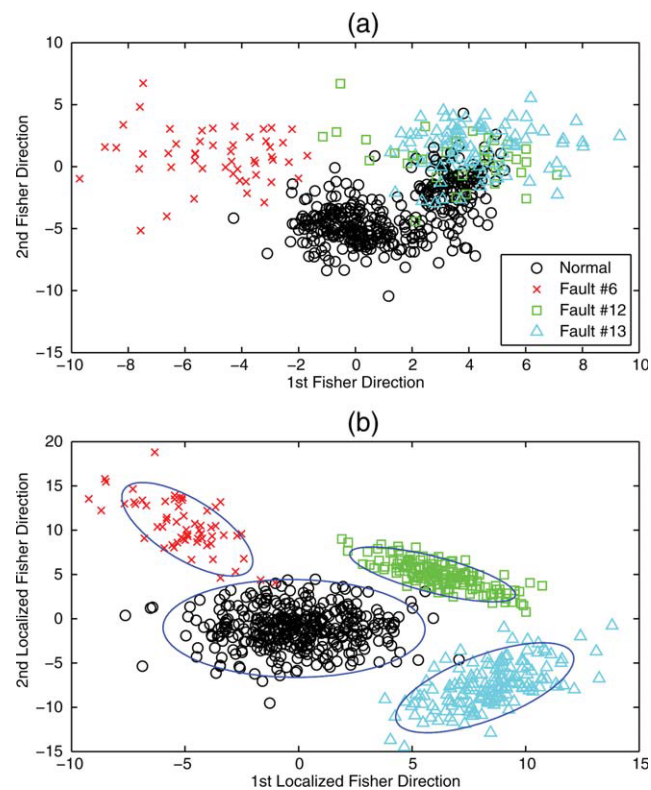 (a)
10
5
0
−5
−10
−15
2nd Fisher Direction
Normal
Fault #6
Fault #12
Fault #13
−10 −8 −6 −4 −2 0 2 4 6 8 10
1st Fisher Direction
(b)
20
15
10
5
0
−5
−10
−15
2nd Localized Fisher Direction
−10 −5 0 5 10 15
1st Localized Fisher Direction